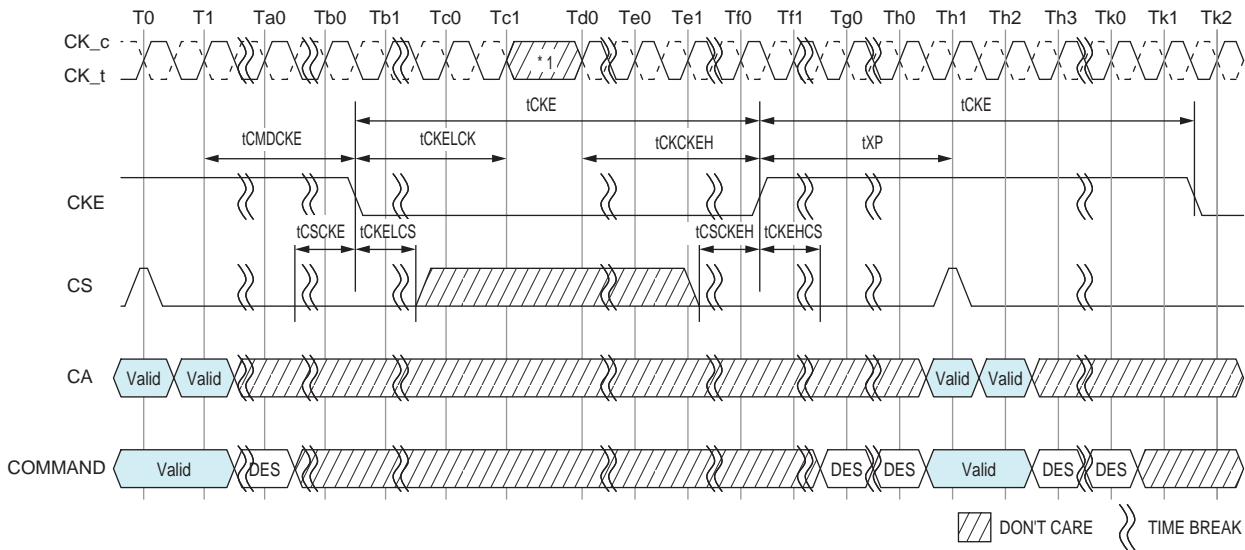 T0 T1 Ta0 Tb0 Tb1 Tc0 Tc1 Td0 Te0 Te1 Tf0 Tf1 Tg0 Th0 Th1 Th2 Th3 Tk0 Tk1 Tk2
CK_c
CK_t
* 1
tCKE tCKE
tCMDCKE tCKELCK tCKCKEH tXP
CKE
tCSCKE tCKELCS tCSCKEH tCKEHCS
CS
CA Valid Valid Valid Valid
COMMAND Valid DES DES DES Valid DES DES
DON'T CARE TIME BREAK